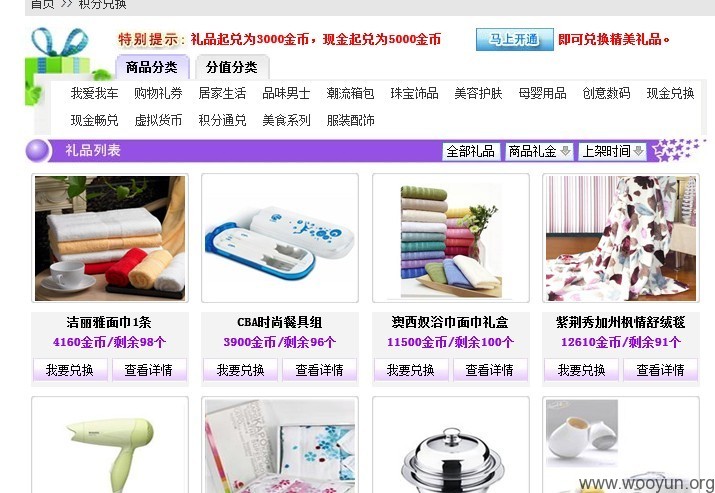 首页 >> 积分兑换
特别提示：礼品起兑为3000金币，现金起兑为5000金币
马上开通 即可兑换精美礼品。
商品分类 分值分类
我爱我车 购物礼券 居家生活 品味男士 潮流箱包 珠宝饰品 美容护肤 母婴用品 创意数码 现金兑换
现金畅兑 虚拟货币 积分通兑 美食系列 服装配饰
礼品列表 全部礼品 商品礼金 上架时间
洁丽雅面巾1条 CBA时尚餐具组 澳西奴浴巾面巾礼盒 紫荆秀加州枫情舒绒毯
4160金币/剩余98个 3900金币/剩余96个 11500金币/剩余100个 12610金币/剩余91个
我要兑换 查看详情 我要兑换 查看详情 我要兑换 查看详情 我要兑换 查看详情
www.wooyun.org